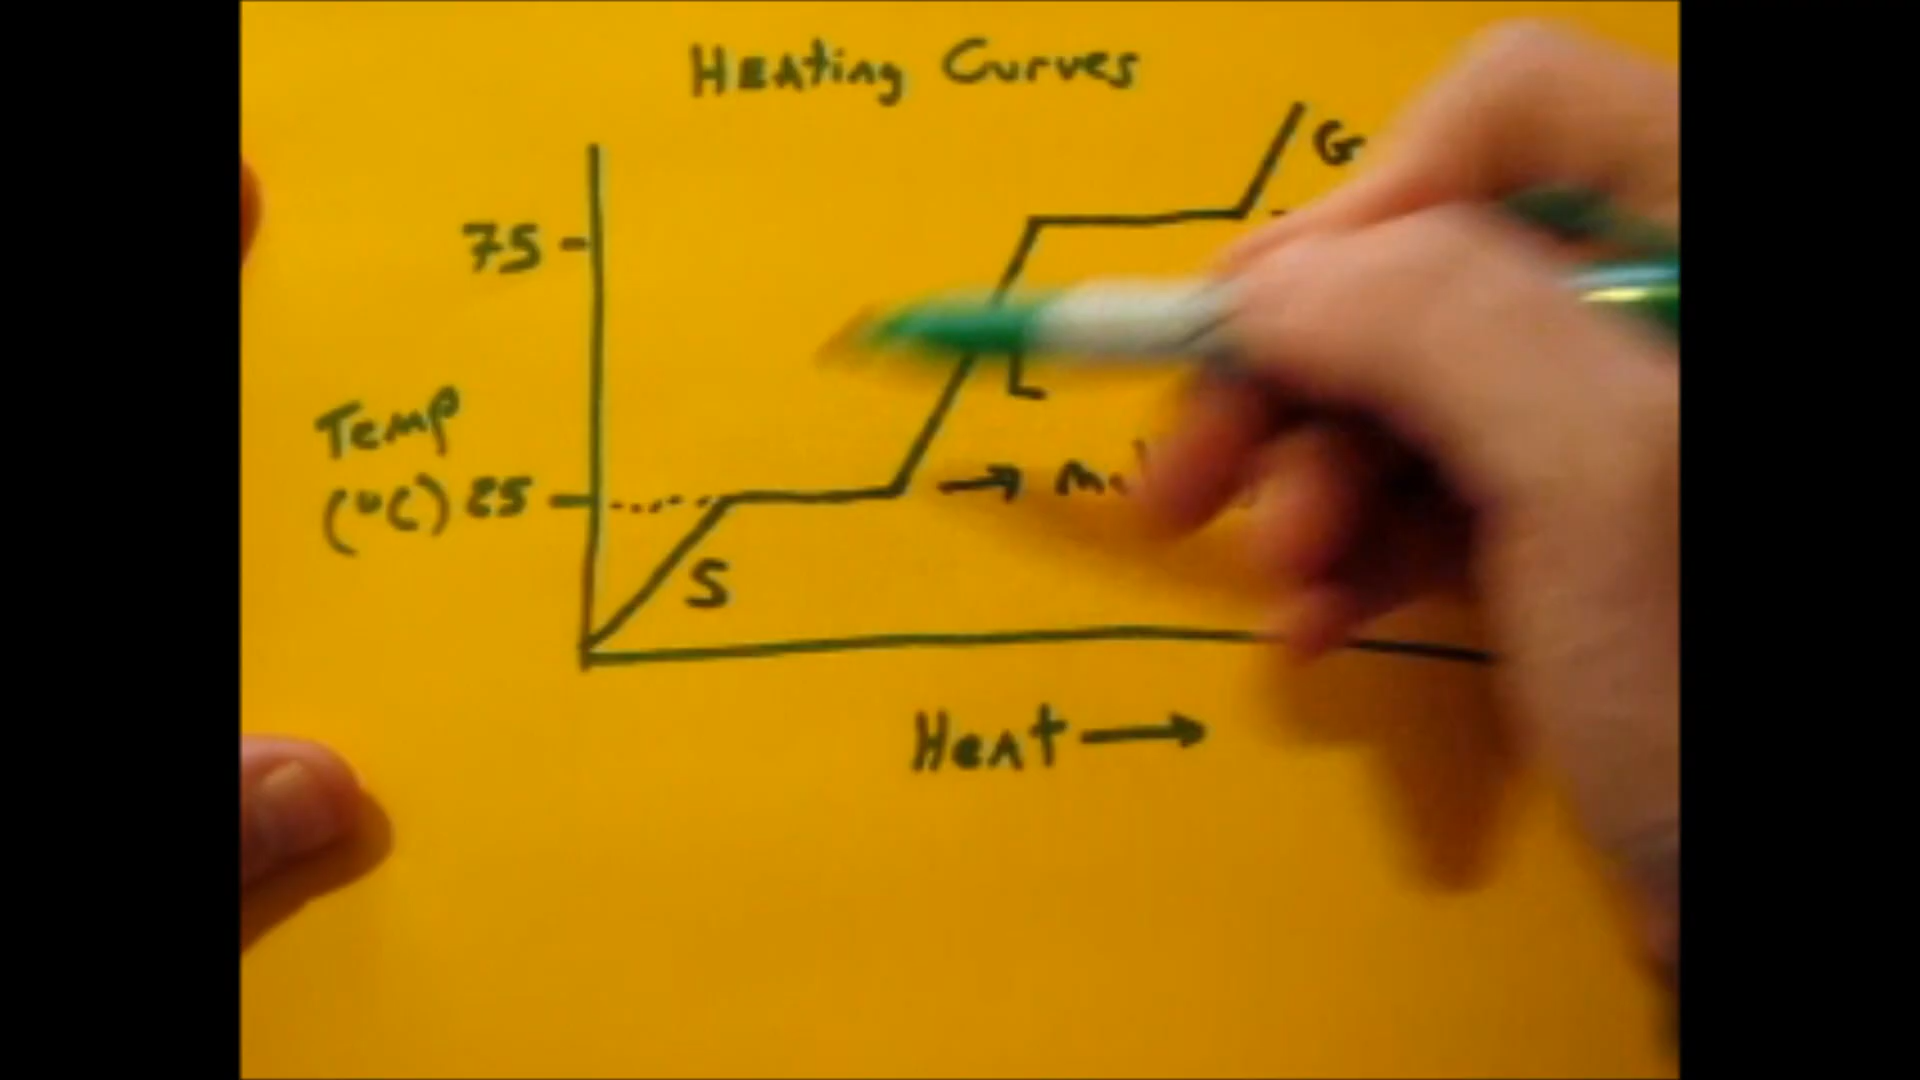 Heating Curves
G
75
L
Temp
(°C) 25
→
S
Heat →